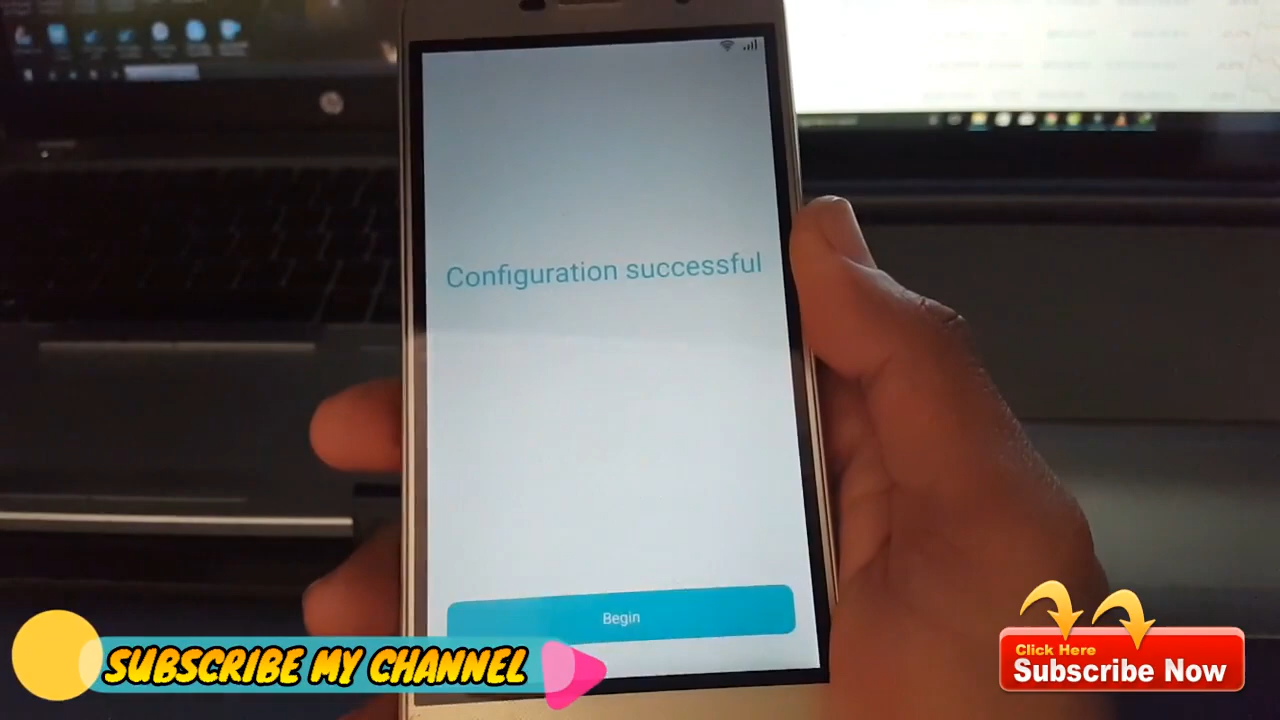 Configuration successful
Begin
SUBSCRIBE MY CHANNEL
Click Here
Subscribe Now